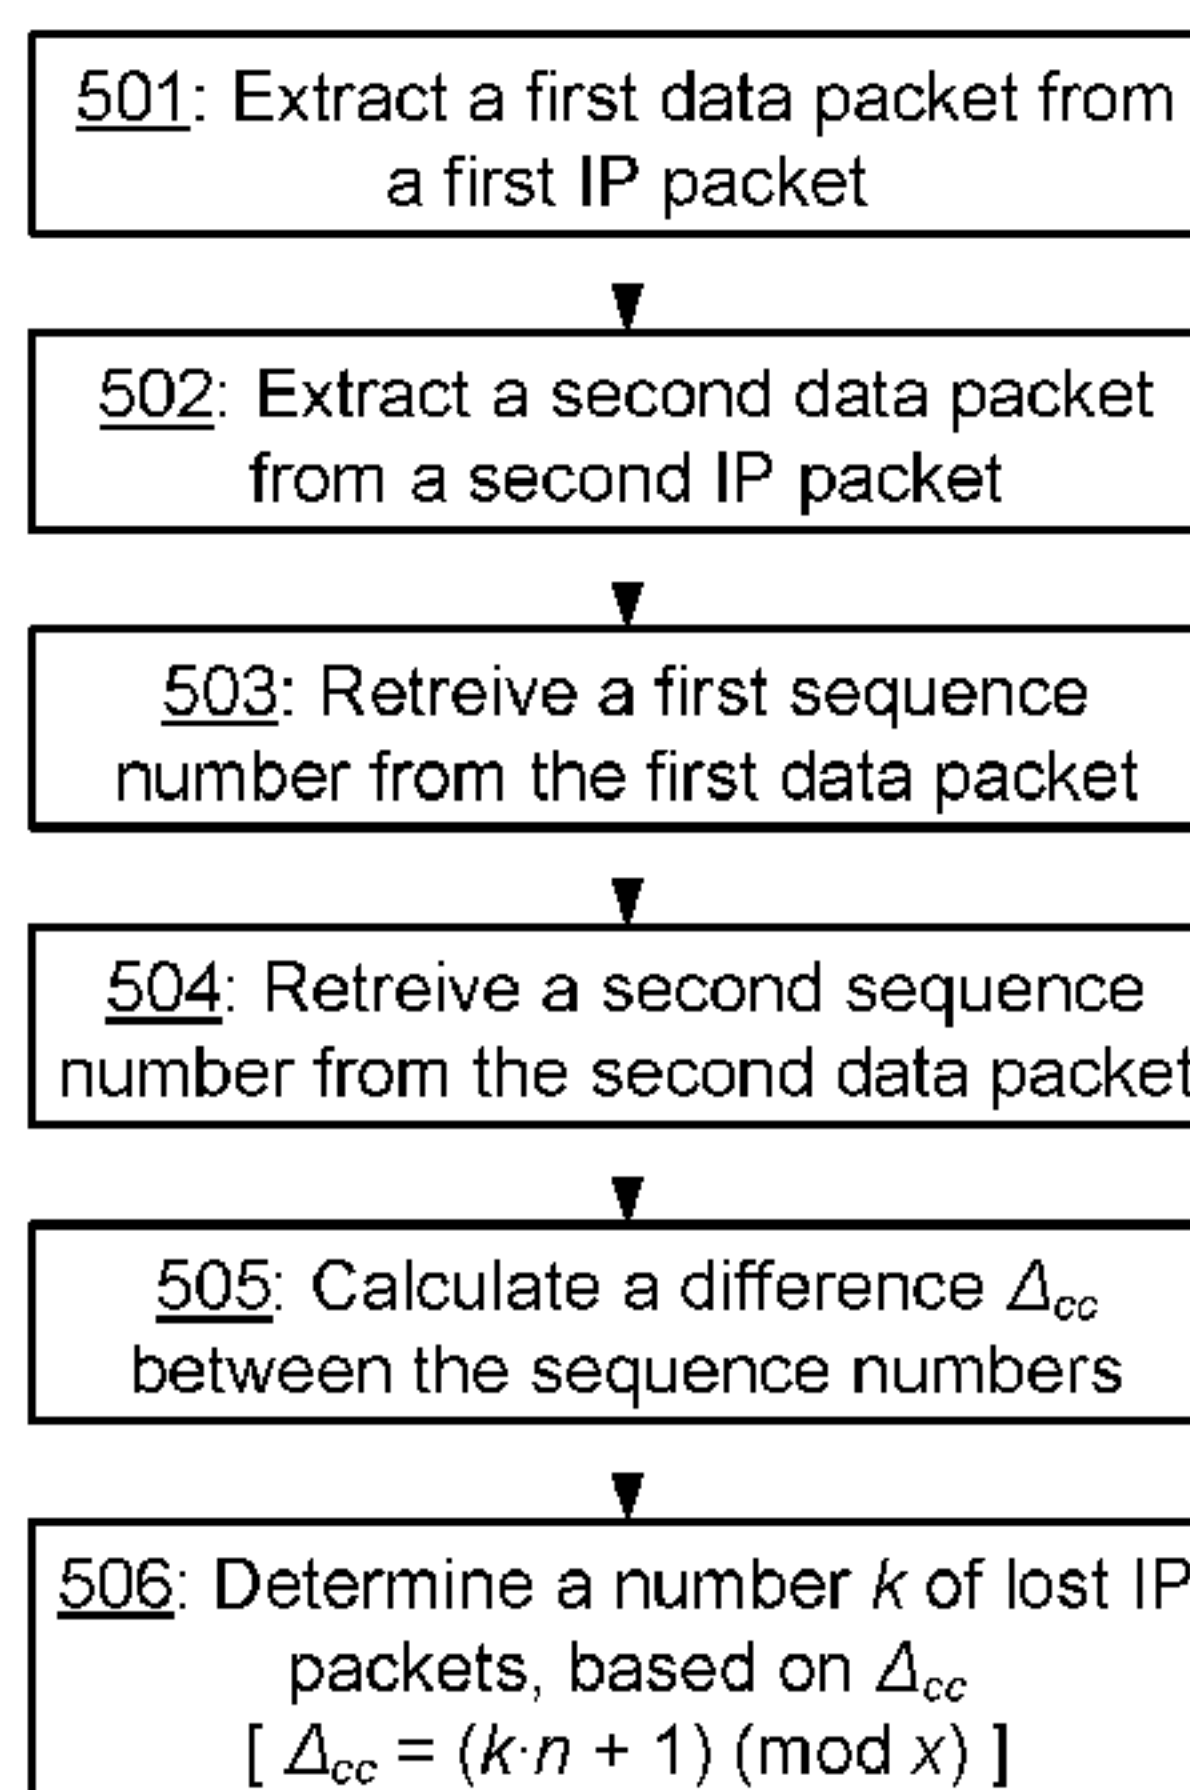 501: Extract a first data packet from
a first IP packet
502: Extract a second data packet
from a second IP packet
503: Retreive a first sequence
number from the first data packet
504: Retreive a second sequence
number from the second data packet
505: Calculate a difference Δcc
between the sequence numbers
506: Determine a number k of lost IP
packets, based on Δcc
[ Δcc = (k·n + 1) (mod x) ]